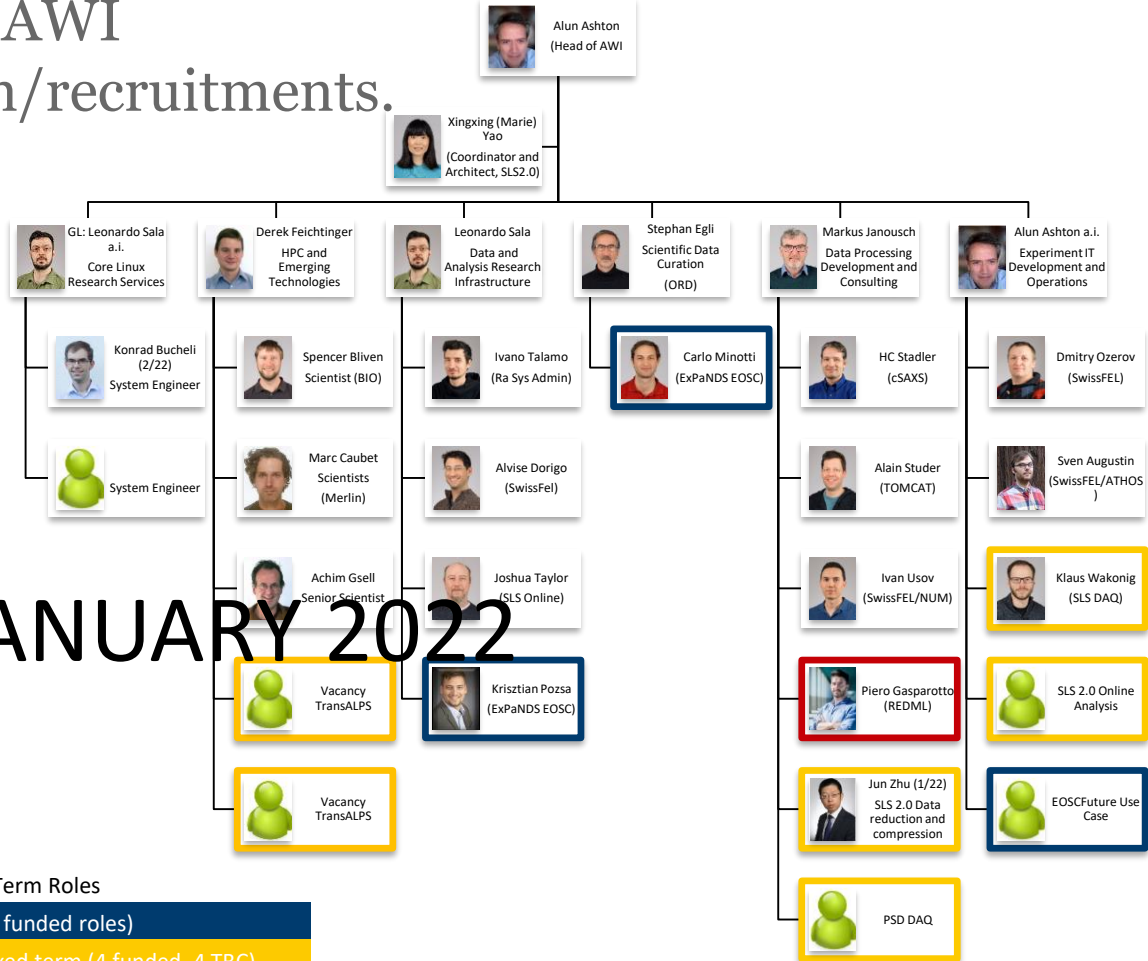 AWI
n/recruitments.
Alun Ashton
(Head of AWI
Xingxing (Marie)
Yao
(Coordinator and
Architect, SLS2.0)
GL: Leonardo Sala
a.i.
Core Linux
Research Services
Derek Feichtinger
HPC and
Emerging
Technologies
Leonardo Sala
Data and
Analysis Research
Infrastructure
Stephan Egli
Scientific Data
Curation
(ORD)
Markus Janousch
Data Processing
Development and
Consulting
Alun Ashton a.i.
Experiment IT
Development and
Operations
Konrad Bucheli
(2/22)
System Engineer
Spencer Bliven
Scientist (BIO)
Ivano Talamo
(Ra Sys Admin)
Carlo Minotti
(ExPaNDS EOSC)
HC Stadler
(cSAXS)
Dmitry Ozerov
(SwissFEL)
System Engineer
Marc Caubet
Scientists
(Merlin)
Alvise Dorigo
(SwissFel)
Alain Studer
(TOMCAT)
Sven Augustin
(SwissFEL/ATHOS
)
Achim Gsell
Senior Scientist
Joshua Taylor
(SLS Online)
Ivan Usov
(SwissFEL/NUM)
Klaus Wakonig
(SLS DAQ)
ANUARY 2022
Vacancy
TransALPS
Krisztian Pozsa
(ExPaNDS EOSC)
Piero Gasparotto
(REDML)
SLS 2.0 Online
Analysis
Vacancy
TransALPS
Jun Zhu (1/22)
SLS 2.0 Data
reduction and
compression
EOSCFuture Use
Case
PSD DAQ
Term Roles
funded roles)